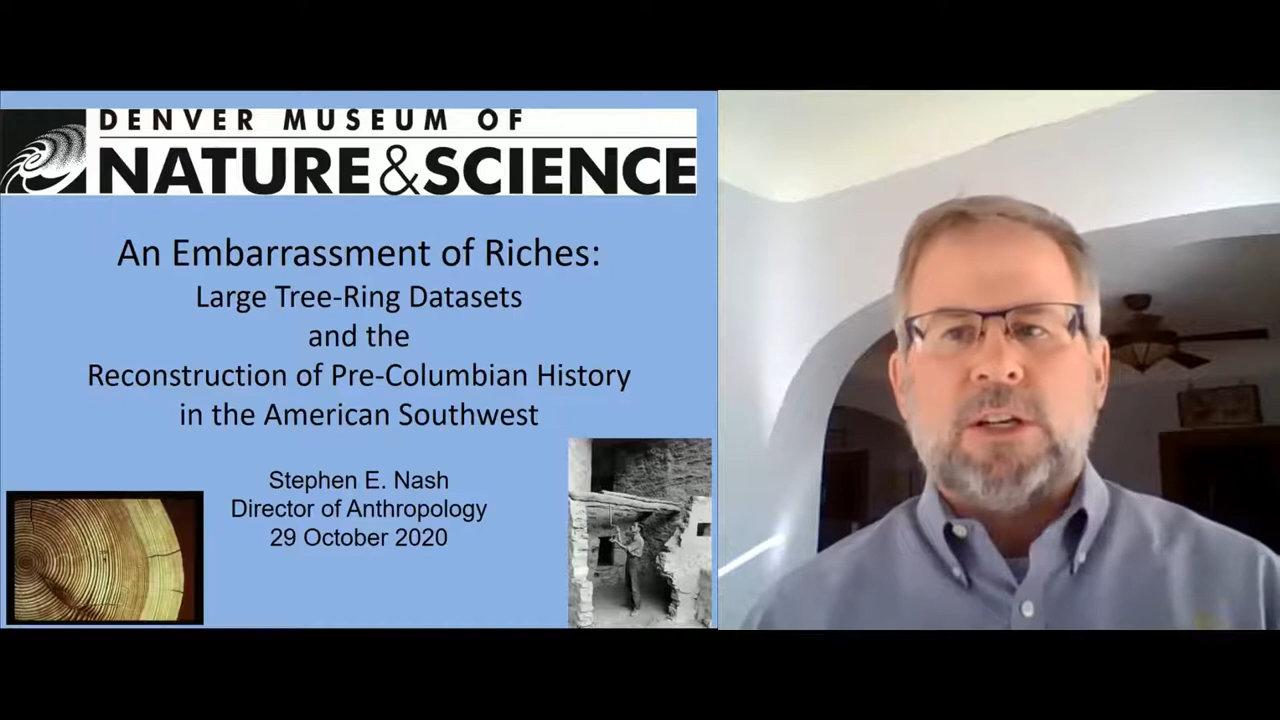 DENVER MUSEUM OF
NATURE&SCIENCE
An Embarrassment of Riches:
Large Tree-Ring Datasets
and the
Reconstruction of Pre-Columbian History
in the American Southwest
Stephen E. Nash
Director of Anthropology
29 October 2020